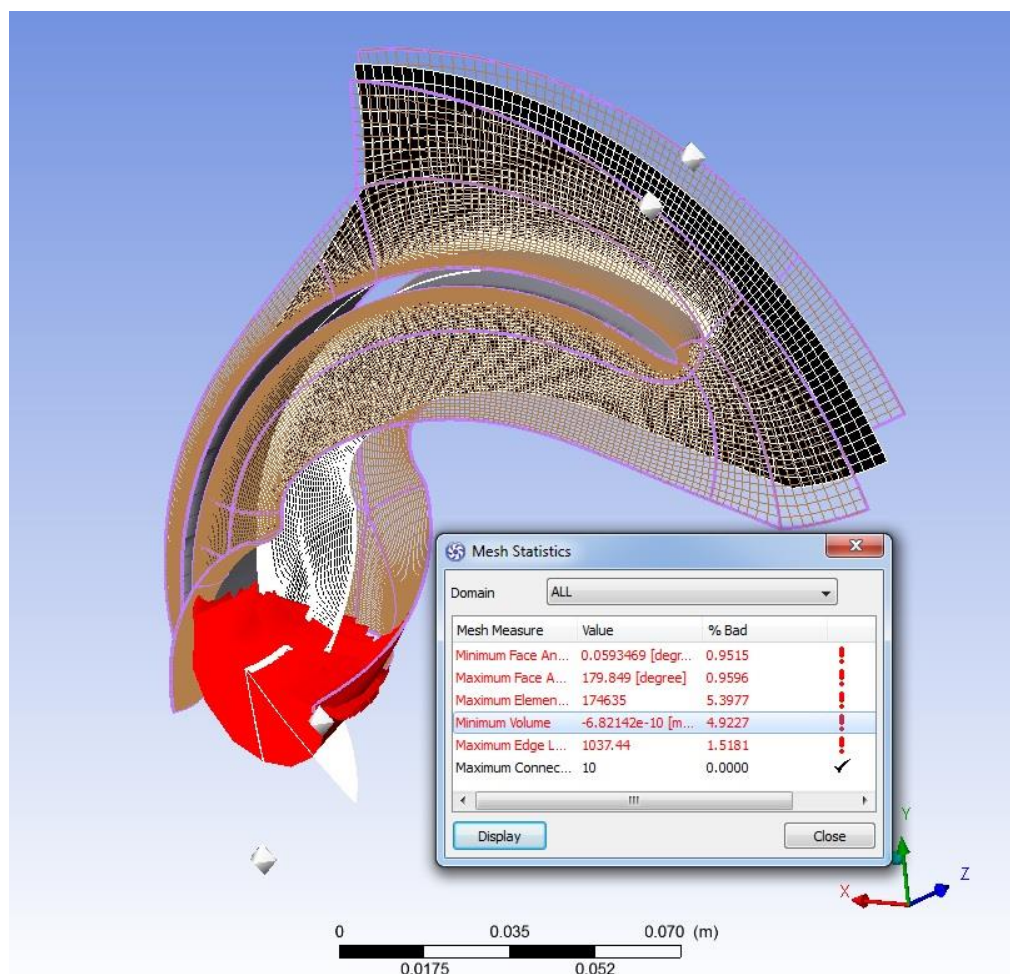 Mesh Statistics
Domain ALL
Mesh Measure Value % Bad
Minimum Face An... 0.0593469 [degr... 0.9515
Maximum Face A... 179.849 [degree] 0.9596
Maximum Elemen... 174635 5.3977
Minimum Volume -6.82142e-10 [m... 4.9227
Maximum Edge L... 1037.44 1.5181
Maximum Connec... 10 0.0000
Display Close
Y
Z
X
0 0.035 0.070 (m)
0.0175 0.052